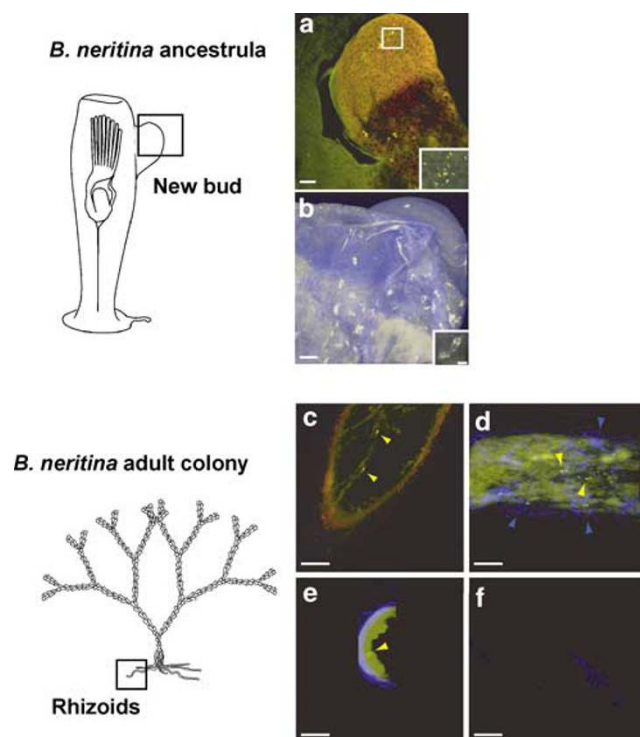 B. neritina ancestrula
New bud
a
b
B. neritina adult colony
Rhizoids
c
d
e
f